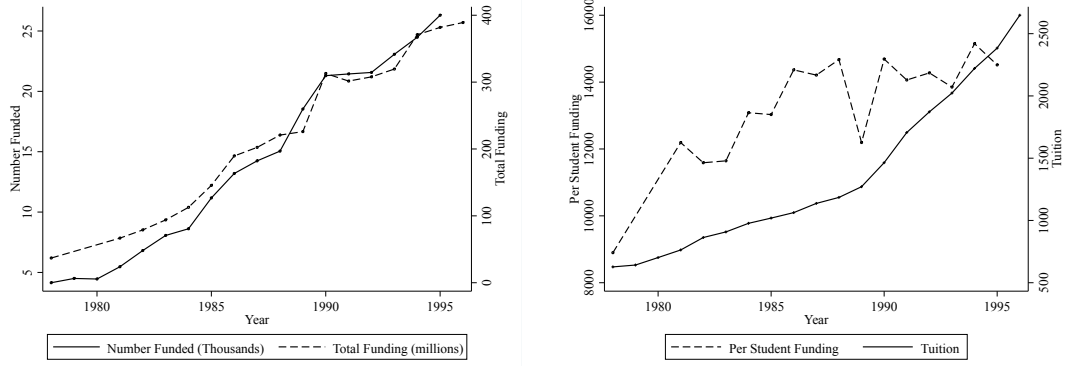 Number Funded
5
10
15
20
25
Total Funding
0
100
200
300
400
1980
1985
1990
1995
Year
Number Funded (Thousands)
Total Funding (millions)
Per Student Funding
8000
10000
12000
14000
16000
Tuition
500
1000
1500
2000
2500
1980
1985
1990
1995
Year
Per Student Funding
Tuition